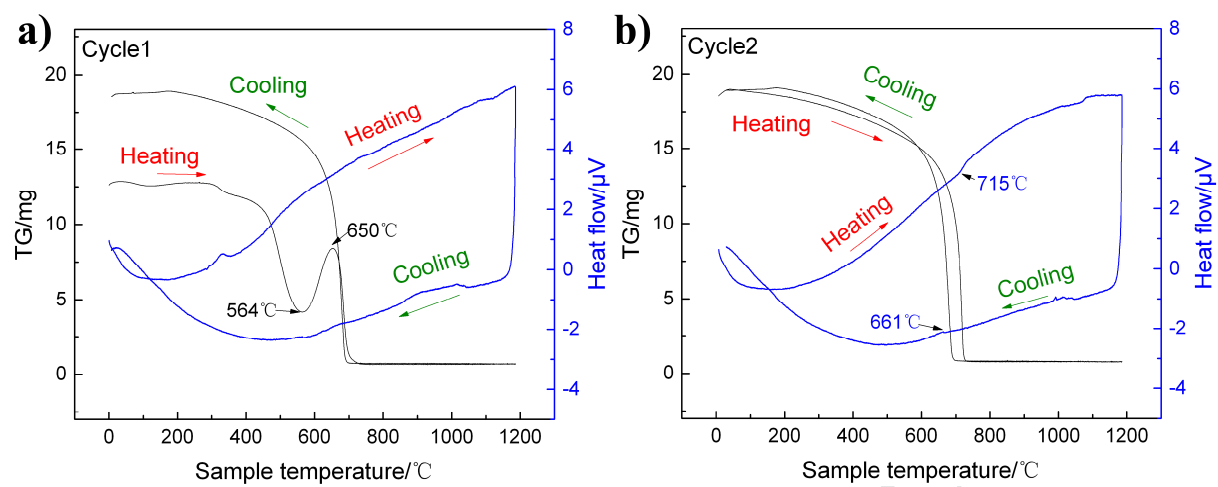 a)
Cycle1
Cooling
Heating
Heating
650℃
564℃
Cooling
20
15
10
5
0
TG/mg
8
6
4
2
0
-2
-4
Heat flow/µV
0 200 400 600 800 1000 1200
Sample temperature/℃
b)
Cycle2
Cooling
Heating
715℃
Heating
Cooling
661℃
20
15
10
5
0
TG/mg
8
6
4
2
0
-2
-4
Heat flow/µV
0 200 400 600 800 1000 1200
Sample temperature/℃